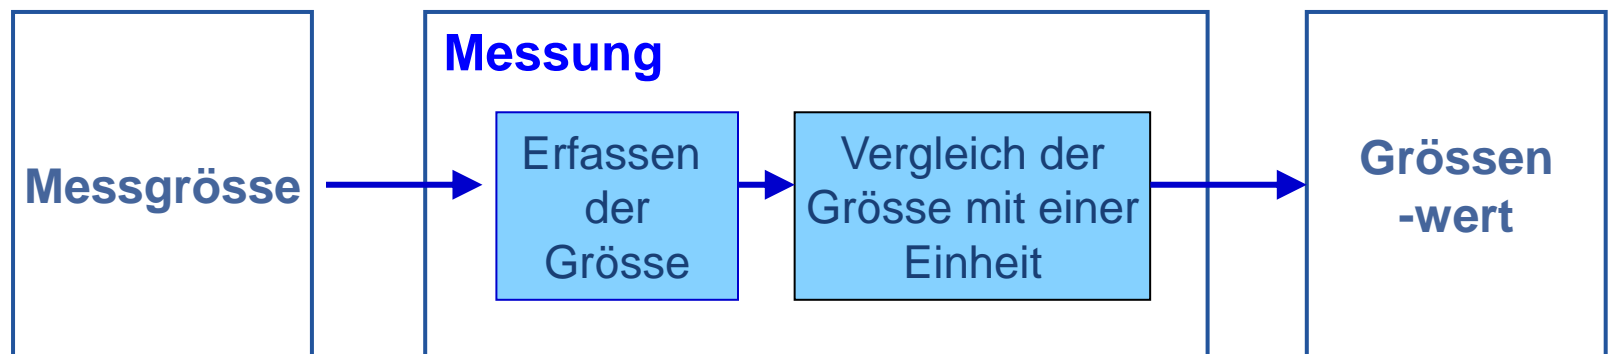 Messung
Messgrösse
Erfassen
der
Grösse
Vergleich der
Grösse mit einer
Einheit
Grössen
-wert